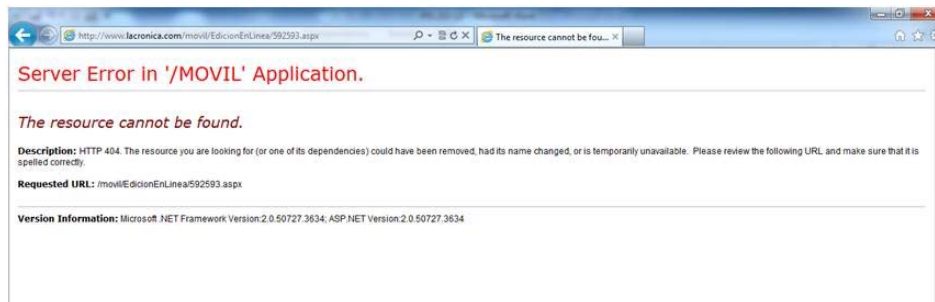 http://www.lacronica.com/movil/EdicionEnLinea/592593.aspx
The resource cannot be fou...
Server Error in '/MOVIL' Application.
The resource cannot be found.
Description: HTTP 404. The resource you are looking for (or one of its dependencies) could have been removed, had its name changed, or is temporarily unavailable. Please review the following URL and make sure that it is
spelled correctly.
Requested URL: /movil/EdicionEnLinea/592593.aspx
Version Information: Microsoft .NET Framework Version:2.0.50727.3634; ASP.NET Version:2.0.50727.3634